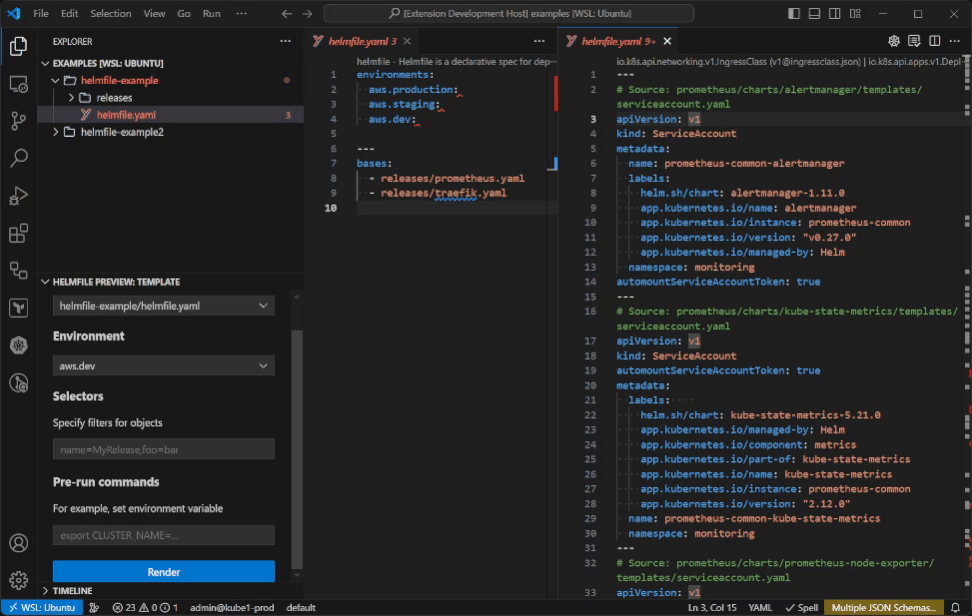 File Edit Selection View Go Run ··· [Extension Development Host] examples [WSL: Ubuntu]
EXPLORER ···
EXAMPLES [WSL: UBUNTU]
helmfile-example
releases
helmfile.yaml 3
helmfile-example2
HELMFILE PREVIEW: TEMPLATE
helmfile-example/helmfile.yaml
Environment
aws.dev
Selectors
Specify filters for objects
name=MyRelease,foo=bar
Pre-run commands
For example, set environment variable
export CLUSTER_NAME=...
Render
TIMELINE
helmfile.yaml 3
helmfile - Helmfile is a declarative spec for dep
1 environments:
2 aws.production:
3 aws.staging:
4 aws.dev:
5
6 ---
7 bases:
8 - releases/prometheus.yaml
9 - releases/traefik.yaml
10
helmfile.yaml 9+
io.k8s.api.networking.v1.IngressClass (v1@ingressclass.json) | io.k8s.api.apps.v1.Depl
1 ---
2 # Source: prometheus/charts/alertmanager/templates/
serviceaccount.yaml
3 apiVersion: v1
4 kind: ServiceAccount
5 metadata:
6 name: prometheus-common-alertmanager
7 labels:
8 helm.sh/chart: alertmanager-1.11.0
9 app.kubernetes.io/name: alertmanager
10 app.kubernetes.io/instance: prometheus-common
11 app.kubernetes.io/version: "v0.27.0"
12 app.kubernetes.io/managed-by: Helm
13 namespace: monitoring
14 automountServiceAccountToken: true
15 ---
16 # Source: prometheus/charts/kube-state-metrics/templates/
serviceaccount.yaml
17 apiVersion: v1
18 kind: ServiceAccount
19 automountServiceAccountToken: true
20 metadata:
21 labels:
22 helm.sh/chart: kube-state-metrics-5.21.0
23 app.kubernetes.io/managed-by: Helm
24 app.kubernetes.io/component: metrics
25 app.kubernetes.io/part-of: kube-state-metrics
26 app.kubernetes.io/name: kube-state-metrics
27 app.kubernetes.io/instance: prometheus-common
28 app.kubernetes.io/version: "2.12.0"
29 name: prometheus-common-kube-state-metrics
30 namespace: monitoring
31 ---
32 # Source: prometheus/charts/prometheus-node-exporter/
templates/serviceaccount.yaml
33 apiVersion: v1
WSL: Ubuntu 23 0 1 admin@kube1-prod default Ln 3, Col 15 YAML Spell Multiple JSON Schemas...